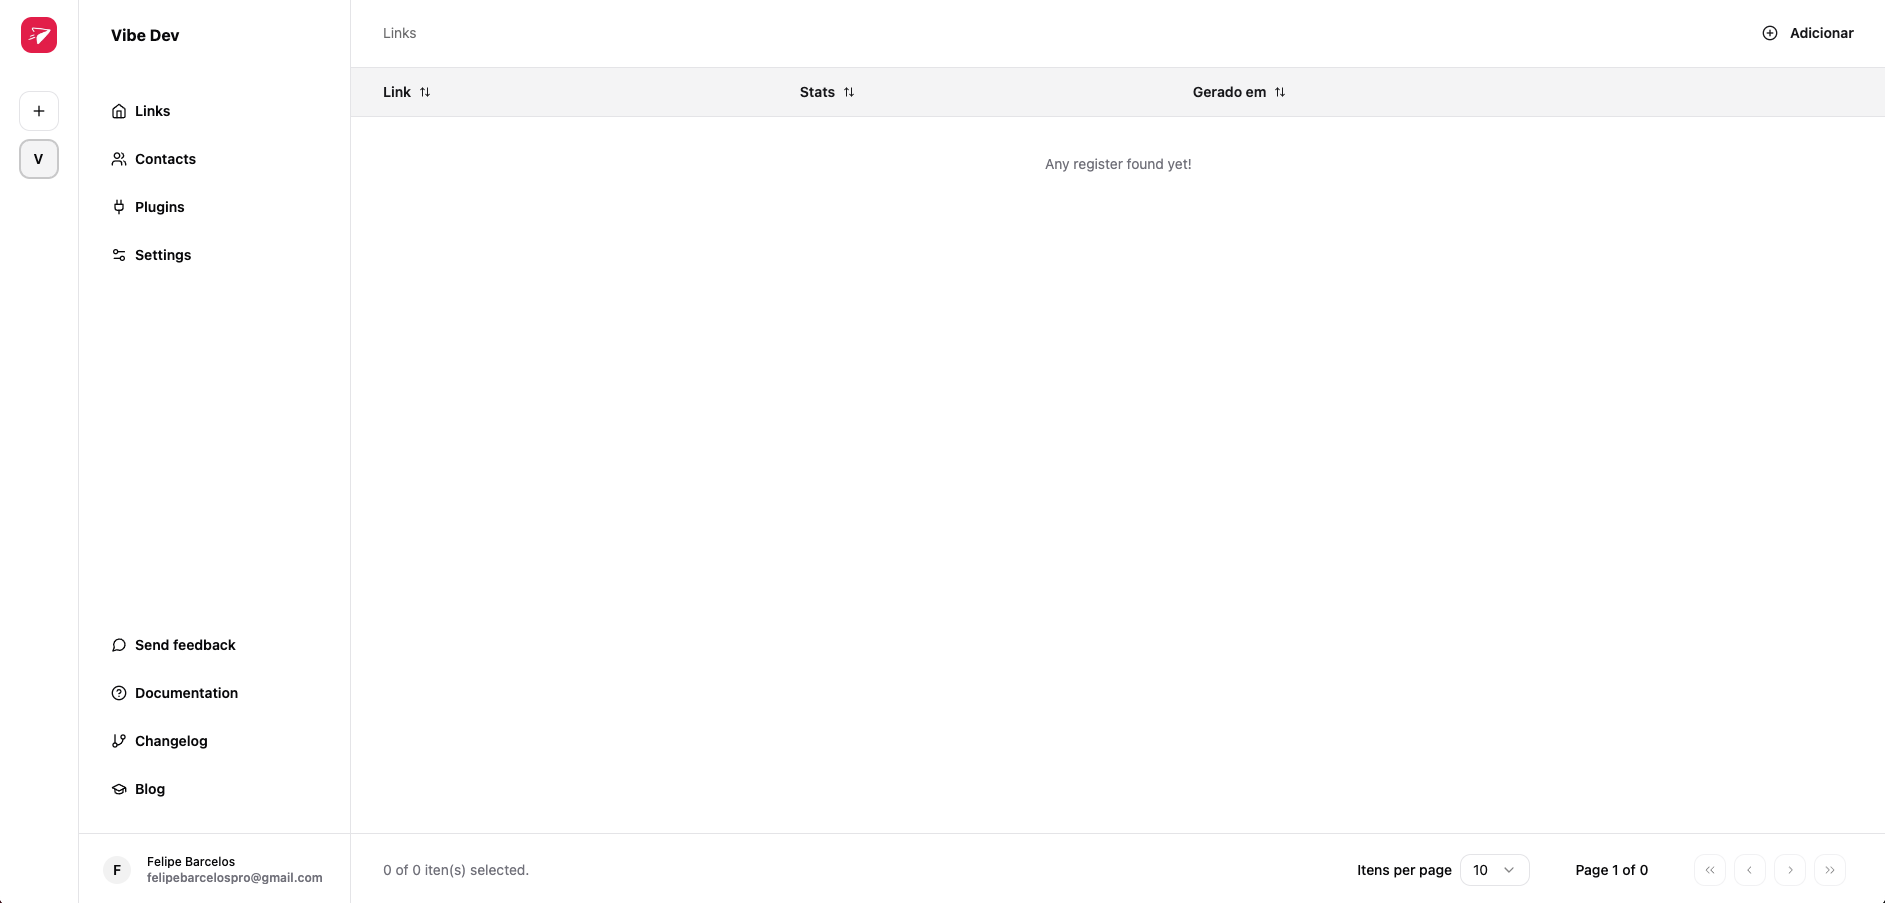 Vibe Dev
V
Links
Contacts
Plugins
Settings
Send feedback
Documentation
Changelog
Blog
F
Felipe Barcelos
felipebarcelospro@gmail.com
Links
Adicionar
Link
Stats
Gerado em
Any register found yet!
0 of 0 iten(s) selected.
Itens per page
10
Page 1 of 0